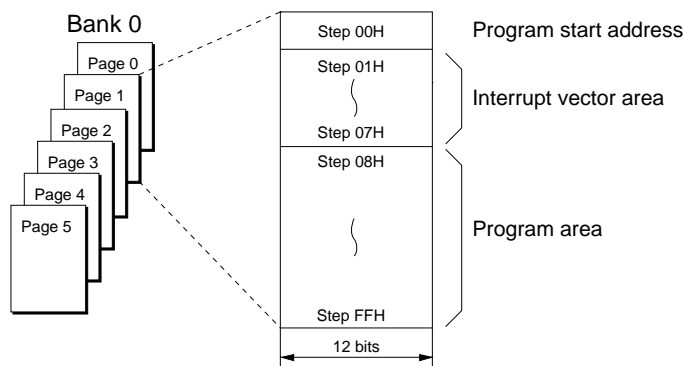 Bank 0
Page 0
Page 1
Page 2
Page 3
Page 4
Page 5
Step 00H
Program start address
Step 01H
Interrupt vector area
Step 07H
Step 08H
Program area
Step FFH
12 bits